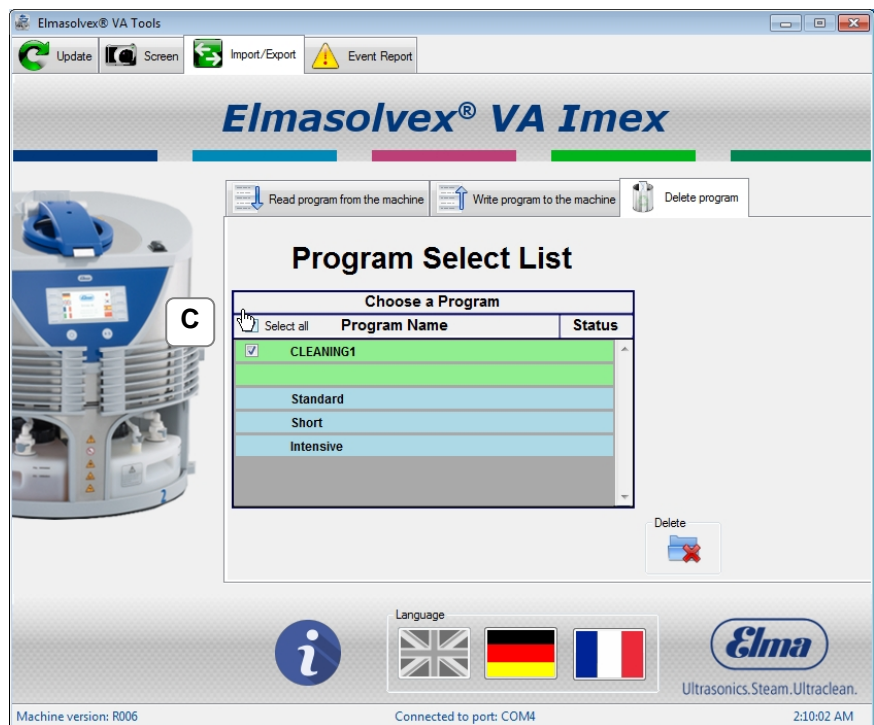 Elmasolvex® VA Tools
Update Screen Import/Export Event Report
Elmasolvex® VA Imex
Read program from the machine Write program to the machine Delete program
Program Select List
Choose a Program
Select all Program Name Status
C
CLEANING1
Standard
Short
Intensive
2
Delete
Language
i
Elma
Ultrasonics.Steam.Ultraclean.
Machine version: R006 Connected to port: COM4 2:10:02 AM